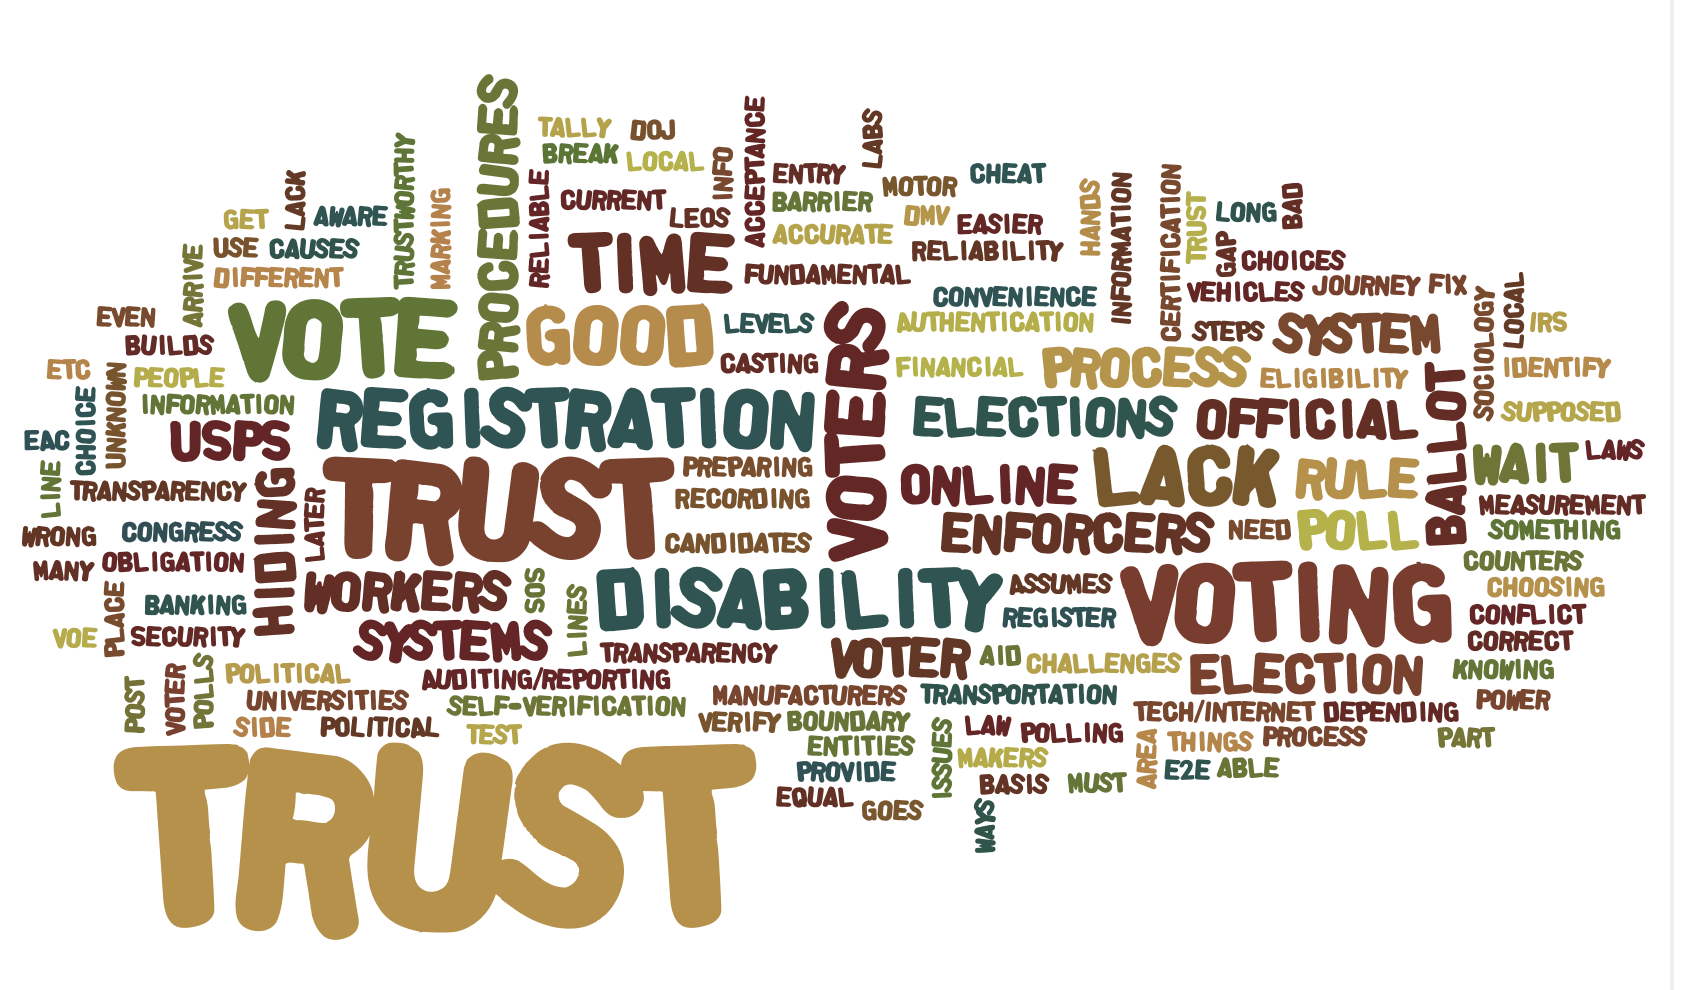 PROCEDURES
TALLY
DOJ
BREAK
LOCAL
INFO
ACCEPTANCE
LABS
ENTRY
CHEAT
MOTOR
BARRIER
DMV
EASIER
ACCURATE
RELIABILITY
HANDS
INFORMATION
CERTIFICATION
TRUST
LONG
BAD
GAP
CHOICES
LACK
GET
AWARE
USE
CAUSES
DIFFERENT
ARRIVE
TRUSTWORTHY
MARKING
RELIABLE
CURRENT
LEOS
TIME
FUNDAMENTAL
CONVENIENCE
VEHICLES
JOURNEY
FIX
SOCIOLOGY
LOCAL
IRS
EVEN
BUILDS
VOTE
GOOD
LEVELS
CASTING
VOTERS
AUTHENTICATION
STEPS
SYSTEM
FINANCIAL
PROCESS
ELIGIBILITY
IDENTIFY
ETC
PEOPLE
UNKNOWN
CHOICE
INFORMATION
REGISTRATION
ELECTIONS
OFFICIAL
BALLOT
SUPPOSED
EAC
USPS
LINE
TRANSPARENCY
HIDING
LATER
TRUST
PREPARING
RECORDING
CANDIDATES
ONLINE
LACK
RULE
WAIT
LAWS
MEASUREMENT
ENFORCERS
NEED
POLL
SOMETHING
WRONG
CONGRESS
MANY
OBLIGATION
COUNTERS
WORKERS
SOS
LINES
DISABILITY
ASSUMES
REGISTER
VOTING
CHOOSING
CONFLICT
CORRECT
PLACE
BANKING
VOE
SECURITY
SYSTEMS
TRANSPARENCY
VOTER
AID
CHALLENGES
ELECTION
KNOWING
POWER
POST
VOTER
POLLS
POLITICAL
AUDITING/REPORTING
UNIVERSITIES
SELF-VERIFICATION
MANUFACTURERS
TRANSPORTATION
TECH/INTERNET
DEPENDING
SIDE
POLITICAL
TEST
VERIFY
BOUNDARY
ISSUES
LAW
POLLING
AREA
THINGS
PROCESS
PART
ENTITIES
MAKERS
PROVIDE
BASIS
MUST
E2E
ABLE
EQUAL
GOES
WAYS
TRUST